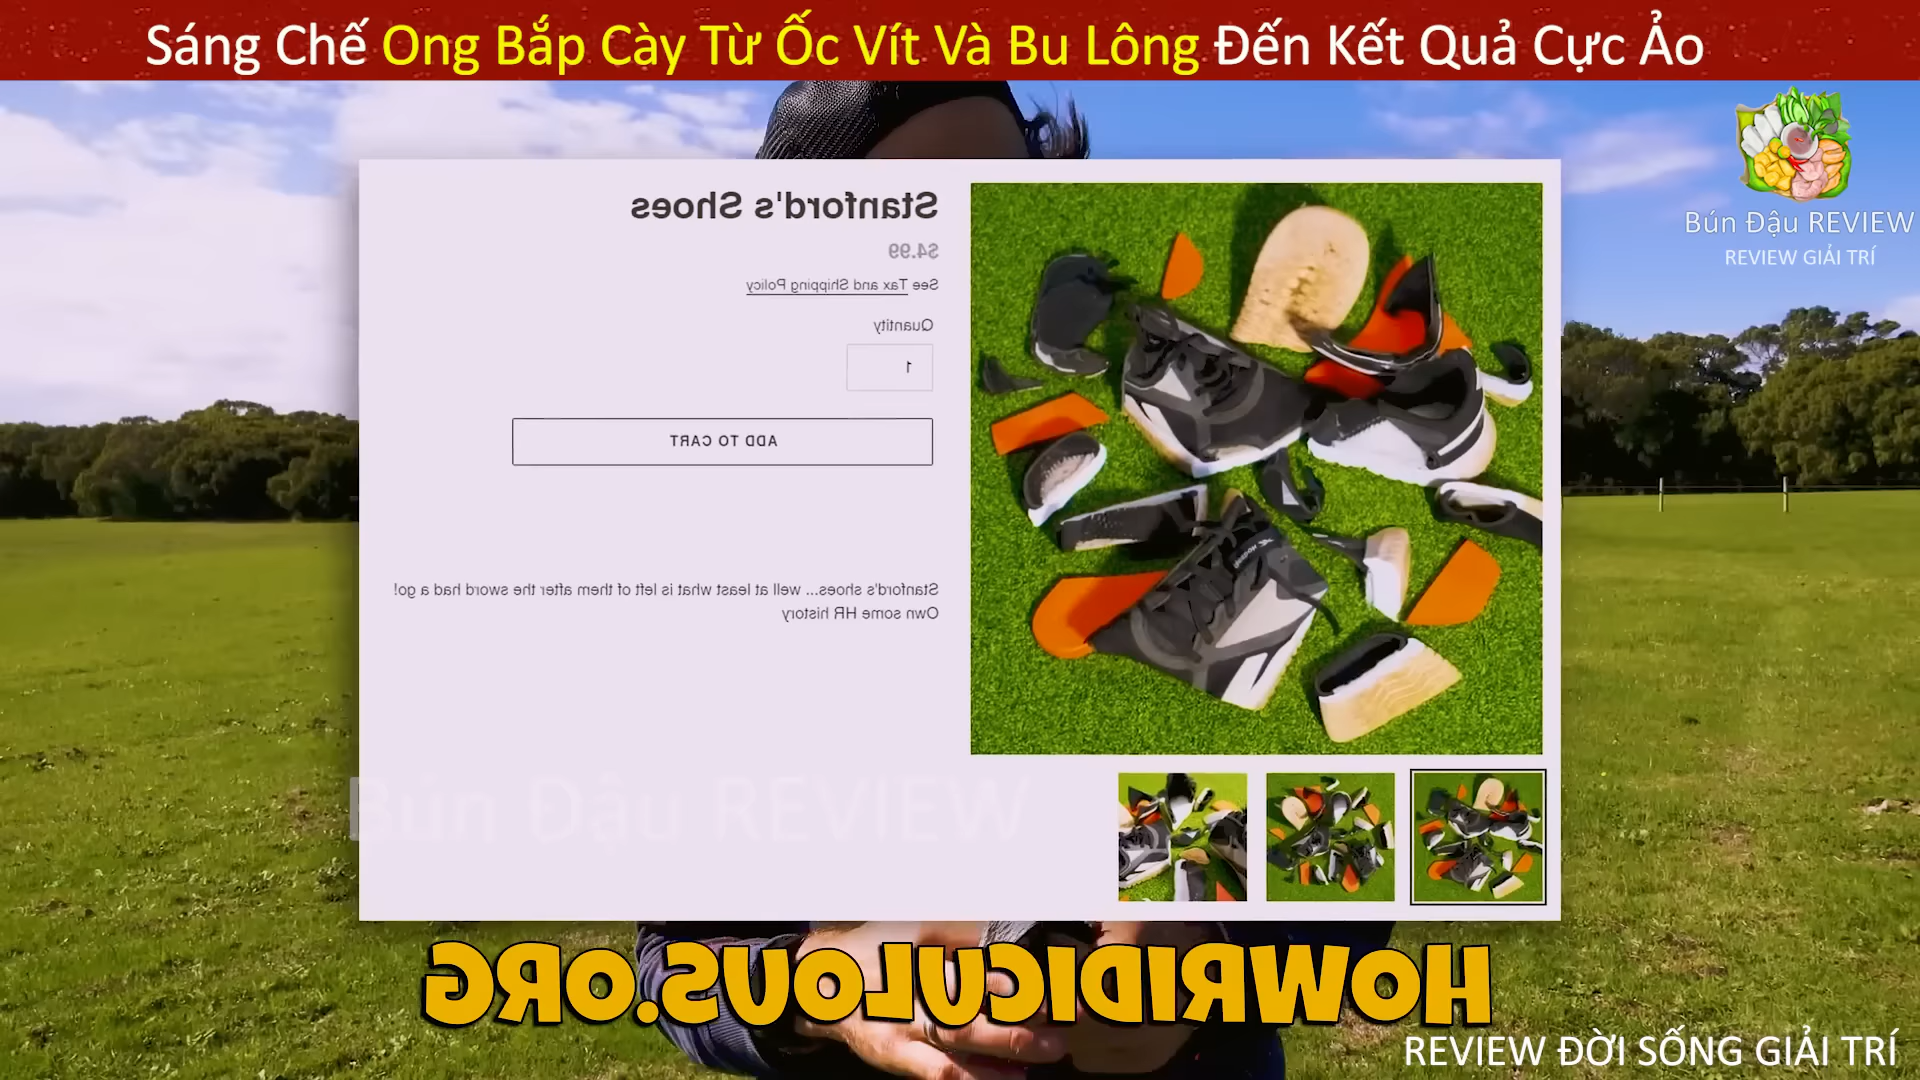 Sáng Chế Ong Bắp Cày Từ Ốc Vít Và Bu Lông Đến Kết Quả Cực Ảo
Bún Đậu REVIEW
REVIEW GIẢI TRÍ
Stanford's Shoes
$4.99
See Tax and Shipping Policy
Quantity
1
ADD TO CART
Stanford's shoes... well at least what is left of them after the sword had a go!
Own some HR history
Bún Đậu REVIEW
HOWRIDICULOUS.ORG
REVIEW ĐỜI SỐNG GIẢI TRÍ